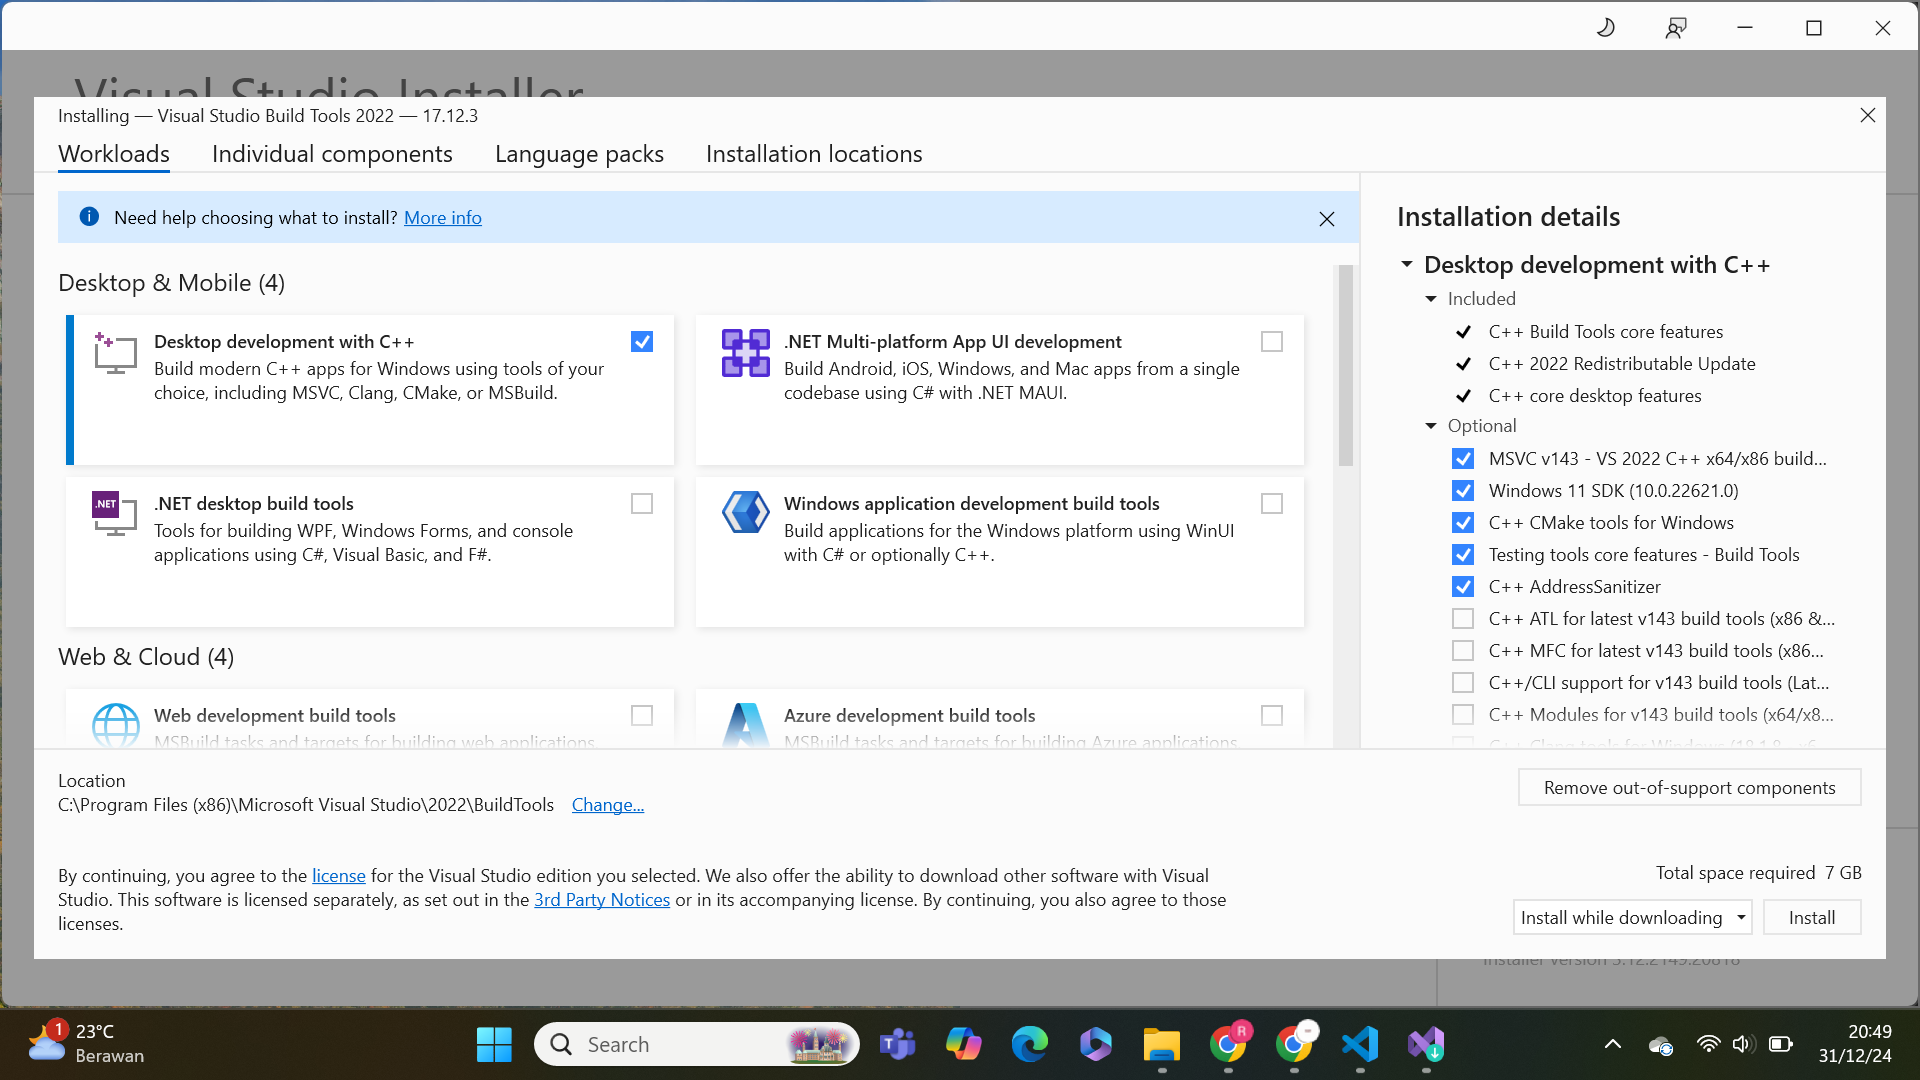 Visual Studio Installer
Installing — Visual Studio Build Tools 2022 — 17.12.3
Workloads
Individual components
Language packs
Installation locations
Need help choosing what to install? More info
Desktop & Mobile (4)
Desktop development with C++
Build modern C++ apps for Windows using tools of your
choice, including MSVC, Clang, CMake, or MSBuild.
.NET Multi-platform App UI development
Build Android, iOS, Windows, and Mac apps from a single
codebase using C# with .NET MAUI.
.NET
.NET desktop build tools
Tools for building WPF, Windows Forms, and console
applications using C#, Visual Basic, and F#.
Windows application development build tools
Build applications for the Windows platform using WinUI
with C# or optionally C++.
Web & Cloud (4)
Web development build tools
MSBuild tasks and targets for building web applications
Azure development build tools
MSBuild tasks and targets for building Azure applications
Installation details
Desktop development with C++
Included
C++ Build Tools core features
C++ 2022 Redistributable Update
C++ core desktop features
Optional
MSVC v143 - VS 2022 C++ x64/x86 build...
Windows 11 SDK (10.0.22621.0)
C++ CMake tools for Windows
Testing tools core features - Build Tools
C++ AddressSanitizer
C++ ATL for latest v143 build tools (x86 &...
C++ MFC for latest v143 build tools (x86...
C++/CLI support for v143 build tools (Lat...
C++ Modules for v143 build tools (x64/x8...
C++ Clang tools for Windows (18.1.8 - x6
Location
C:\Program Files (x86)\Microsoft Visual Studio\2022\BuildTools Change...
Remove out-of-support components
By continuing, you agree to the license for the Visual Studio edition you selected. We also offer the ability to download other software with Visual
Studio. This software is licensed separately, as set out in the 3rd Party Notices or in its accompanying license. By continuing, you also agree to those
licenses.
Total space required 7 GB
Install while downloading
Install
1
23°C
Berawan
Search
T
R
20:49
31/12/24